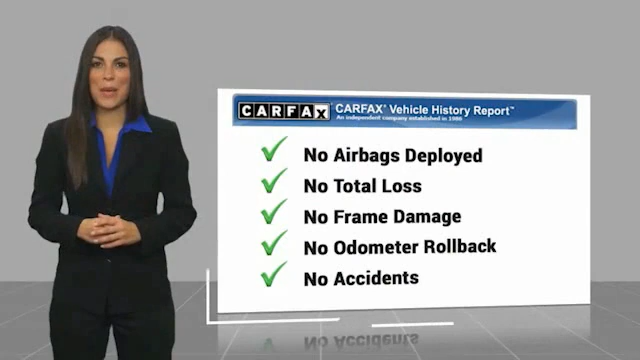 CARFAX CARFAX® Vehicle History Report™
An independent company established in 1986
No Airbags Deployed
No Total Loss
No Frame Damage
No Odometer Rollback
No Accidents